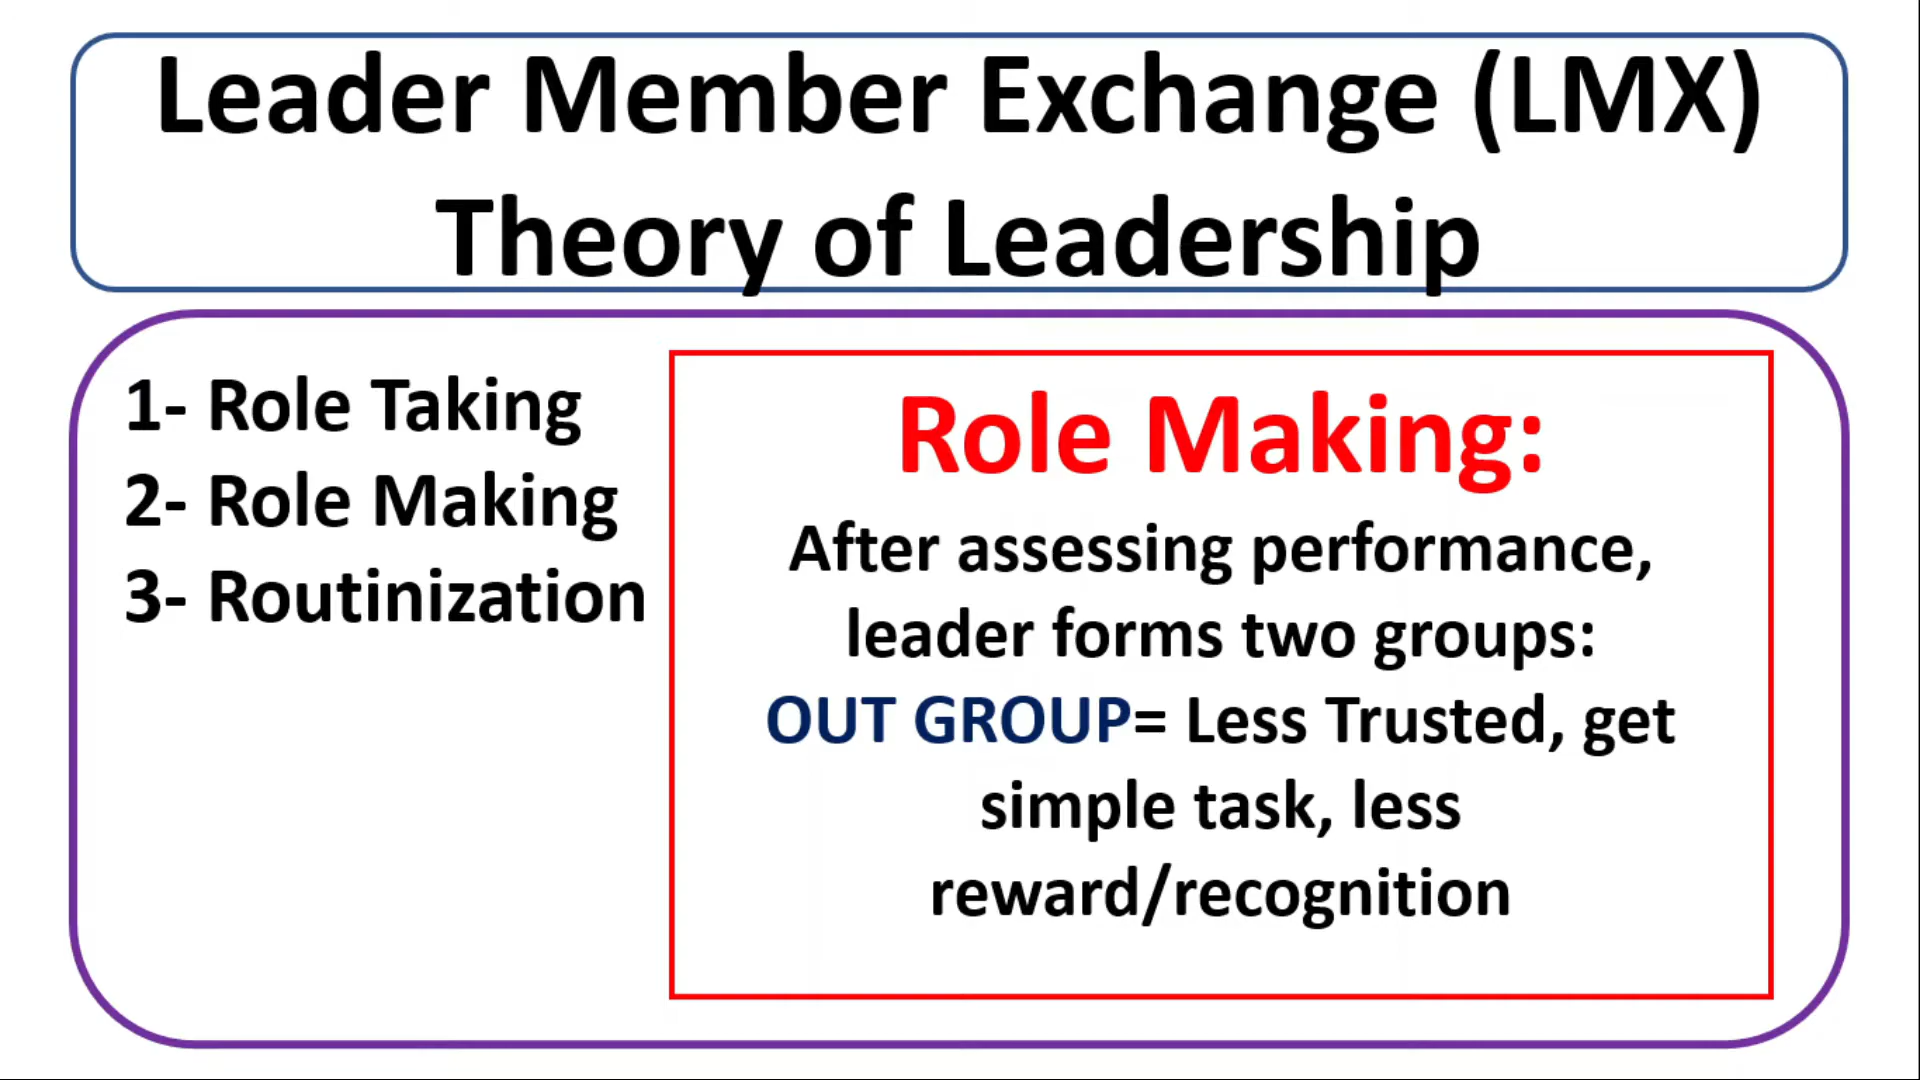 Leader Member Exchange (LMX)
Theory of Leadership
1- Role Taking
2- Role Making
3- Routinization
Role Making:
After assessing performance,
leader forms two groups:
OUT GROUP= Less Trusted, get
simple task, less
reward/recognition